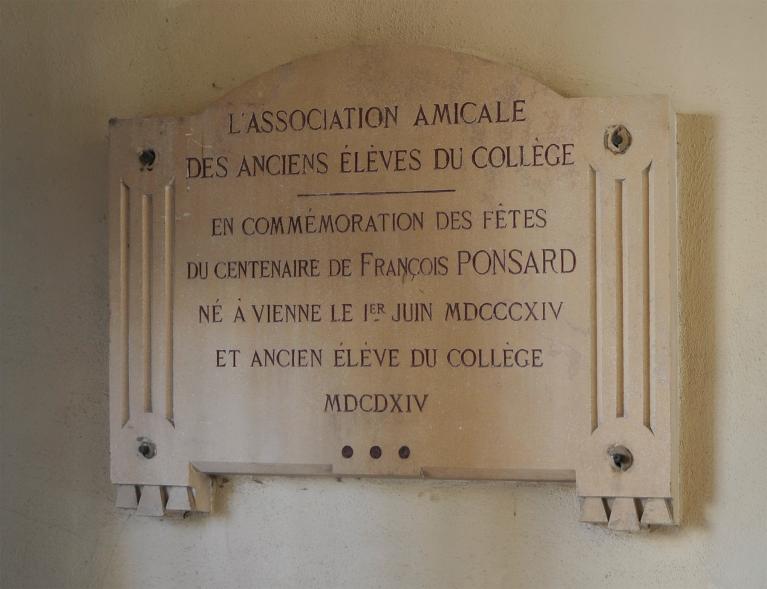 L'ASSOCIATION AMICALE
DES ANCIENS ÉLÈVES DU COLLÈGE
EN COMMÉMORATION DES FÊTES
DU CENTENAIRE DE FRANÇOIS PONSARD
NÉ À VIENNE LE 1ER JUIN MDCCCXIV
ET ANCIEN ÉLÈVE DU COLLÈGE
MDCDXIV